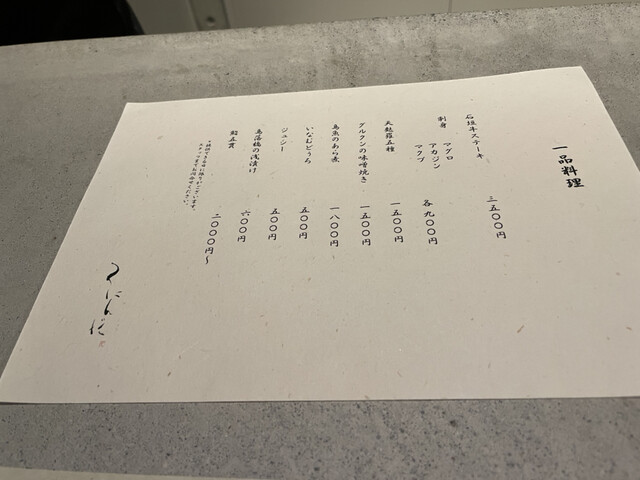 一品料理
石垣牛ステーキ 三五〇〇円
刺身 マグロ
アカジン 各 九〇〇円
マクブ
天麩羅五種 一五〇〇円
グルクンの味噌焼き 一五〇〇円
島魚のあら煮 一八〇〇円
いなむどぅち 五〇〇円
ジューシー 五〇〇円
島野菜の浅漬け 六〇〇円
鮨五貫 二〇〇〇円〜